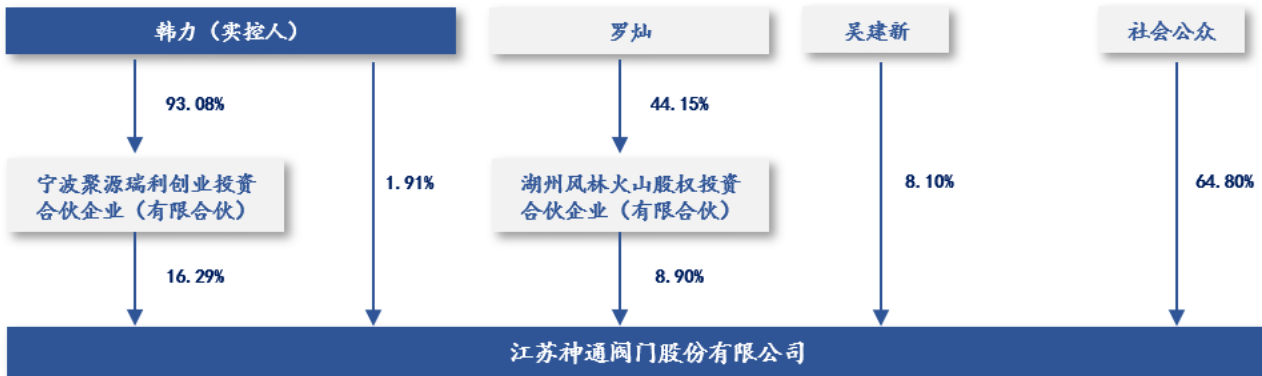 韩力（实控人）
罗灿
吴建新
社会公众
93.08%
44.15%
宁波聚源瑞利创业投资
合伙企业（有限合伙）
1.91%
湖州风林火山股权投资
合伙企业（有限合伙）
8.10%
64.80%
16.29%
8.90%
江苏神通阀门股份有限公司